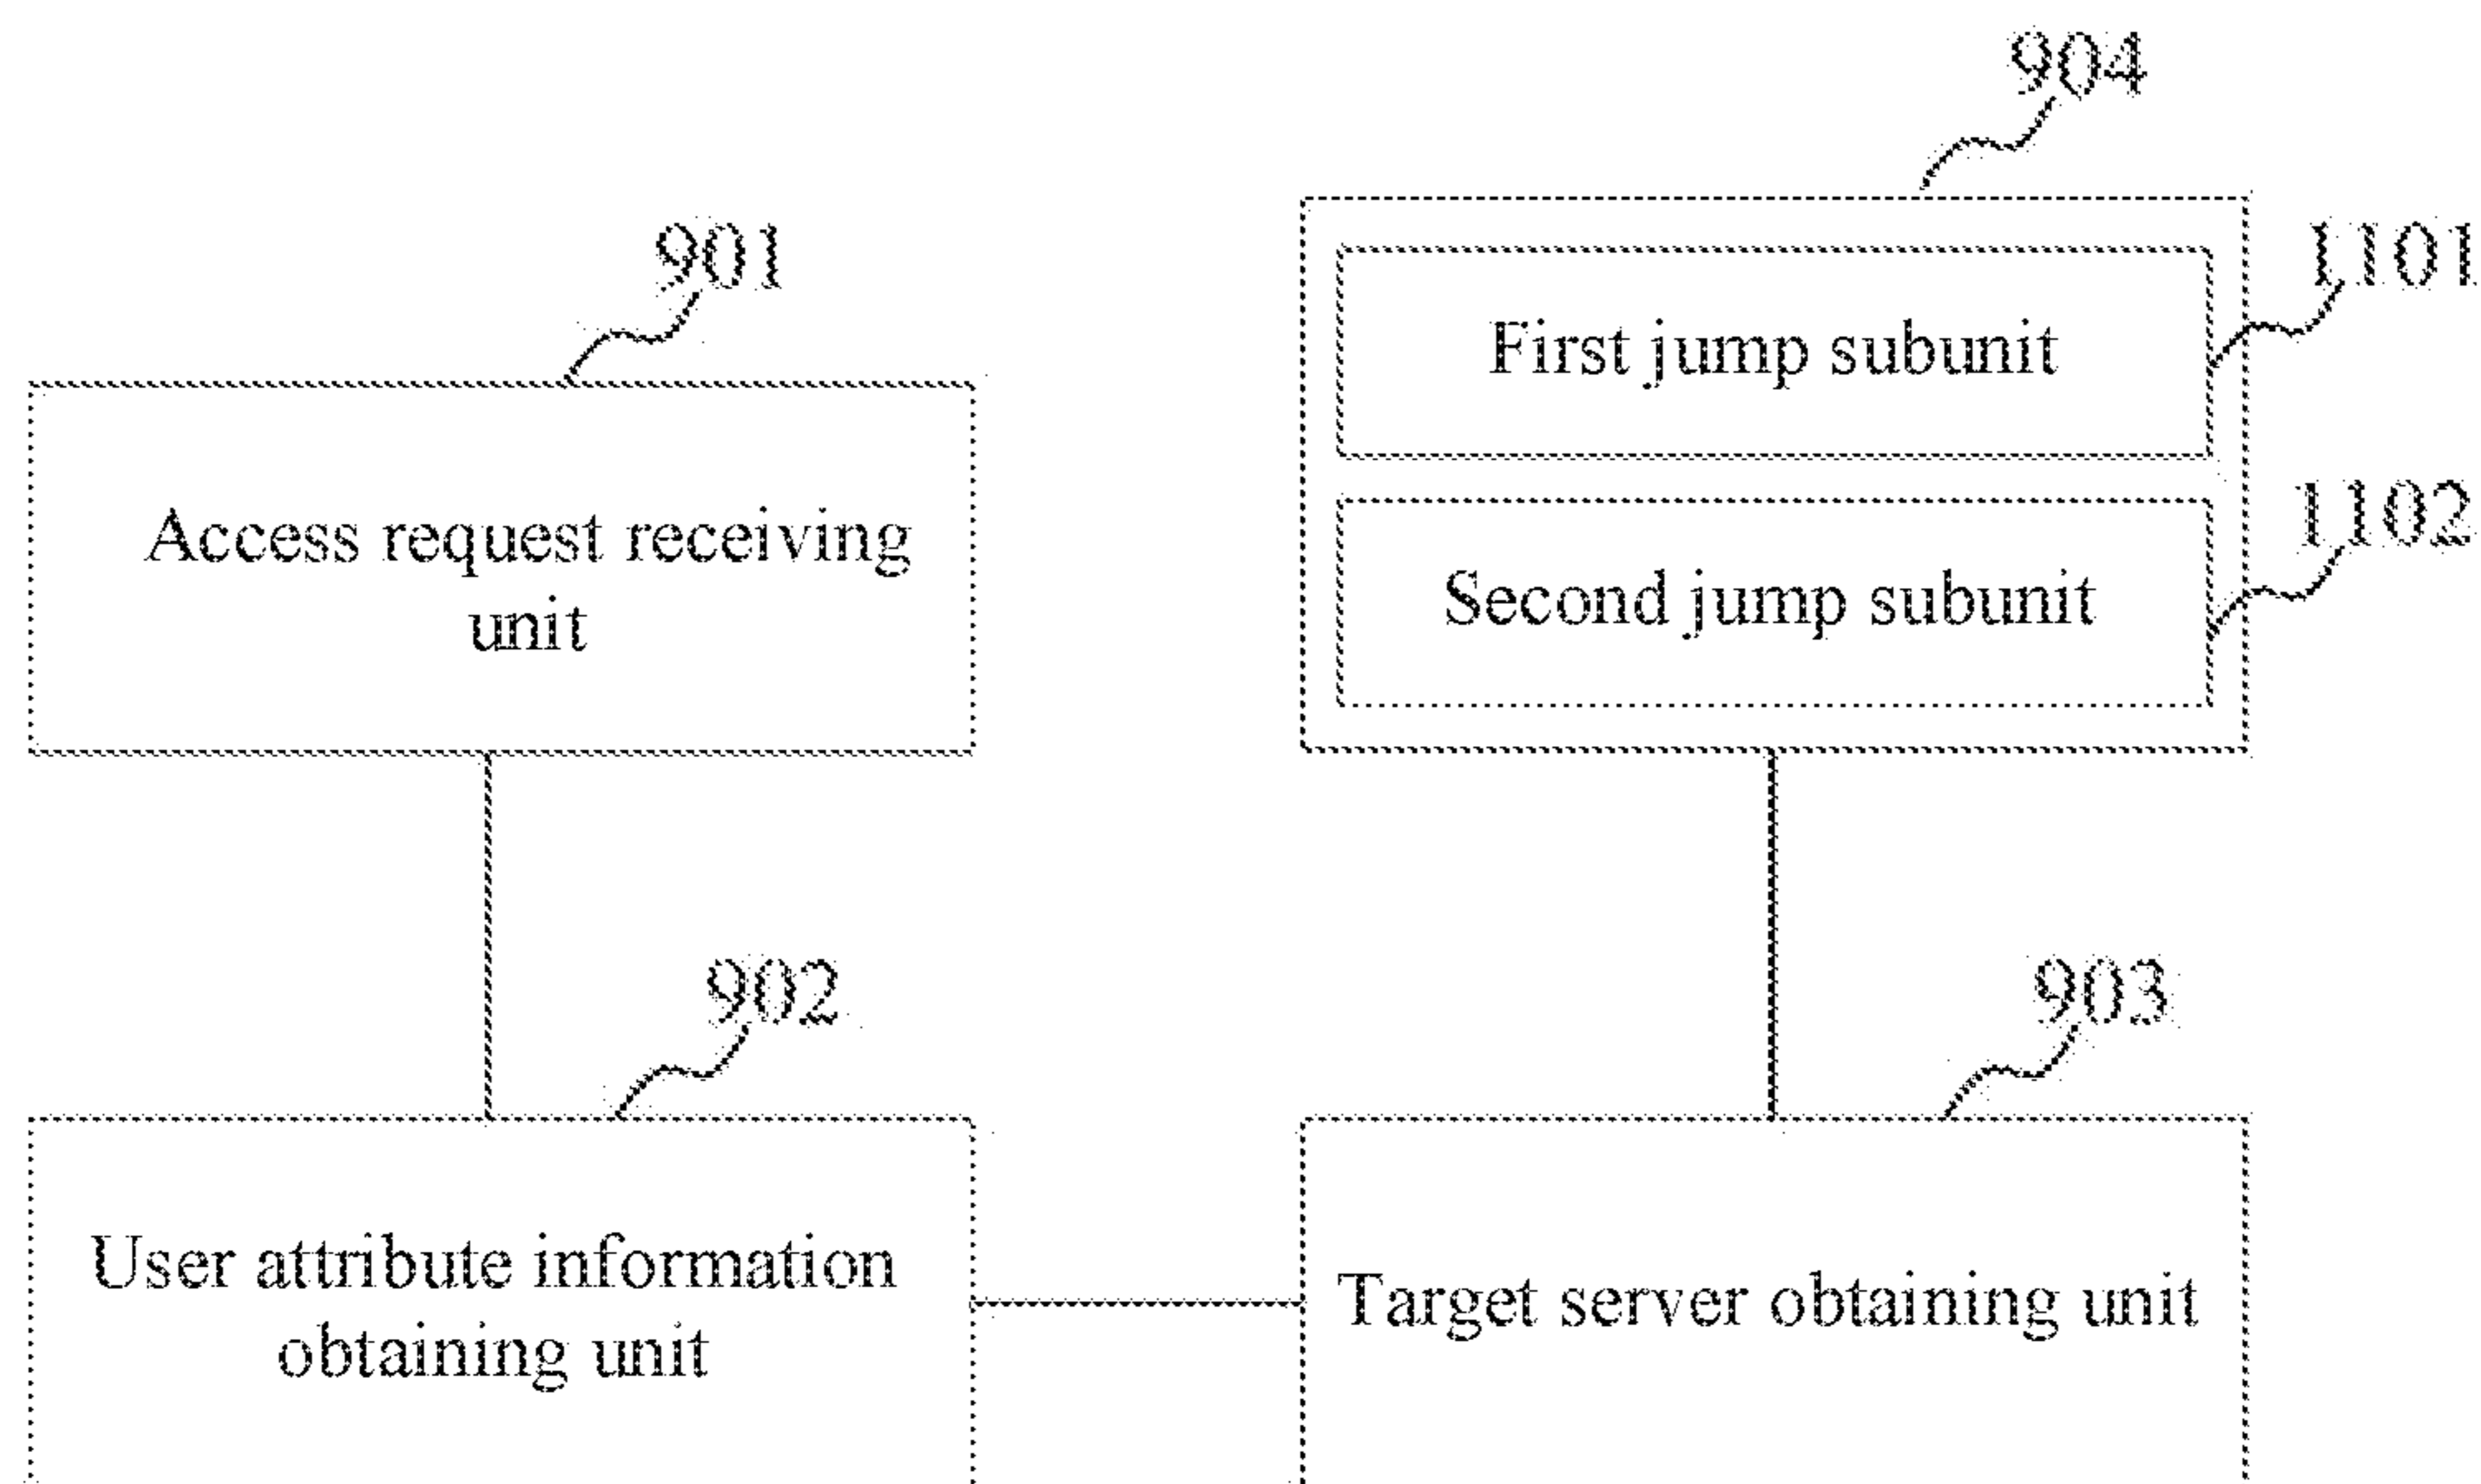 904
901
1101
First jump subunit
Access request receiving
unit
1102
Second jump subunit
902
903
User attribute information
obtaining unit
Target server obtaining unit